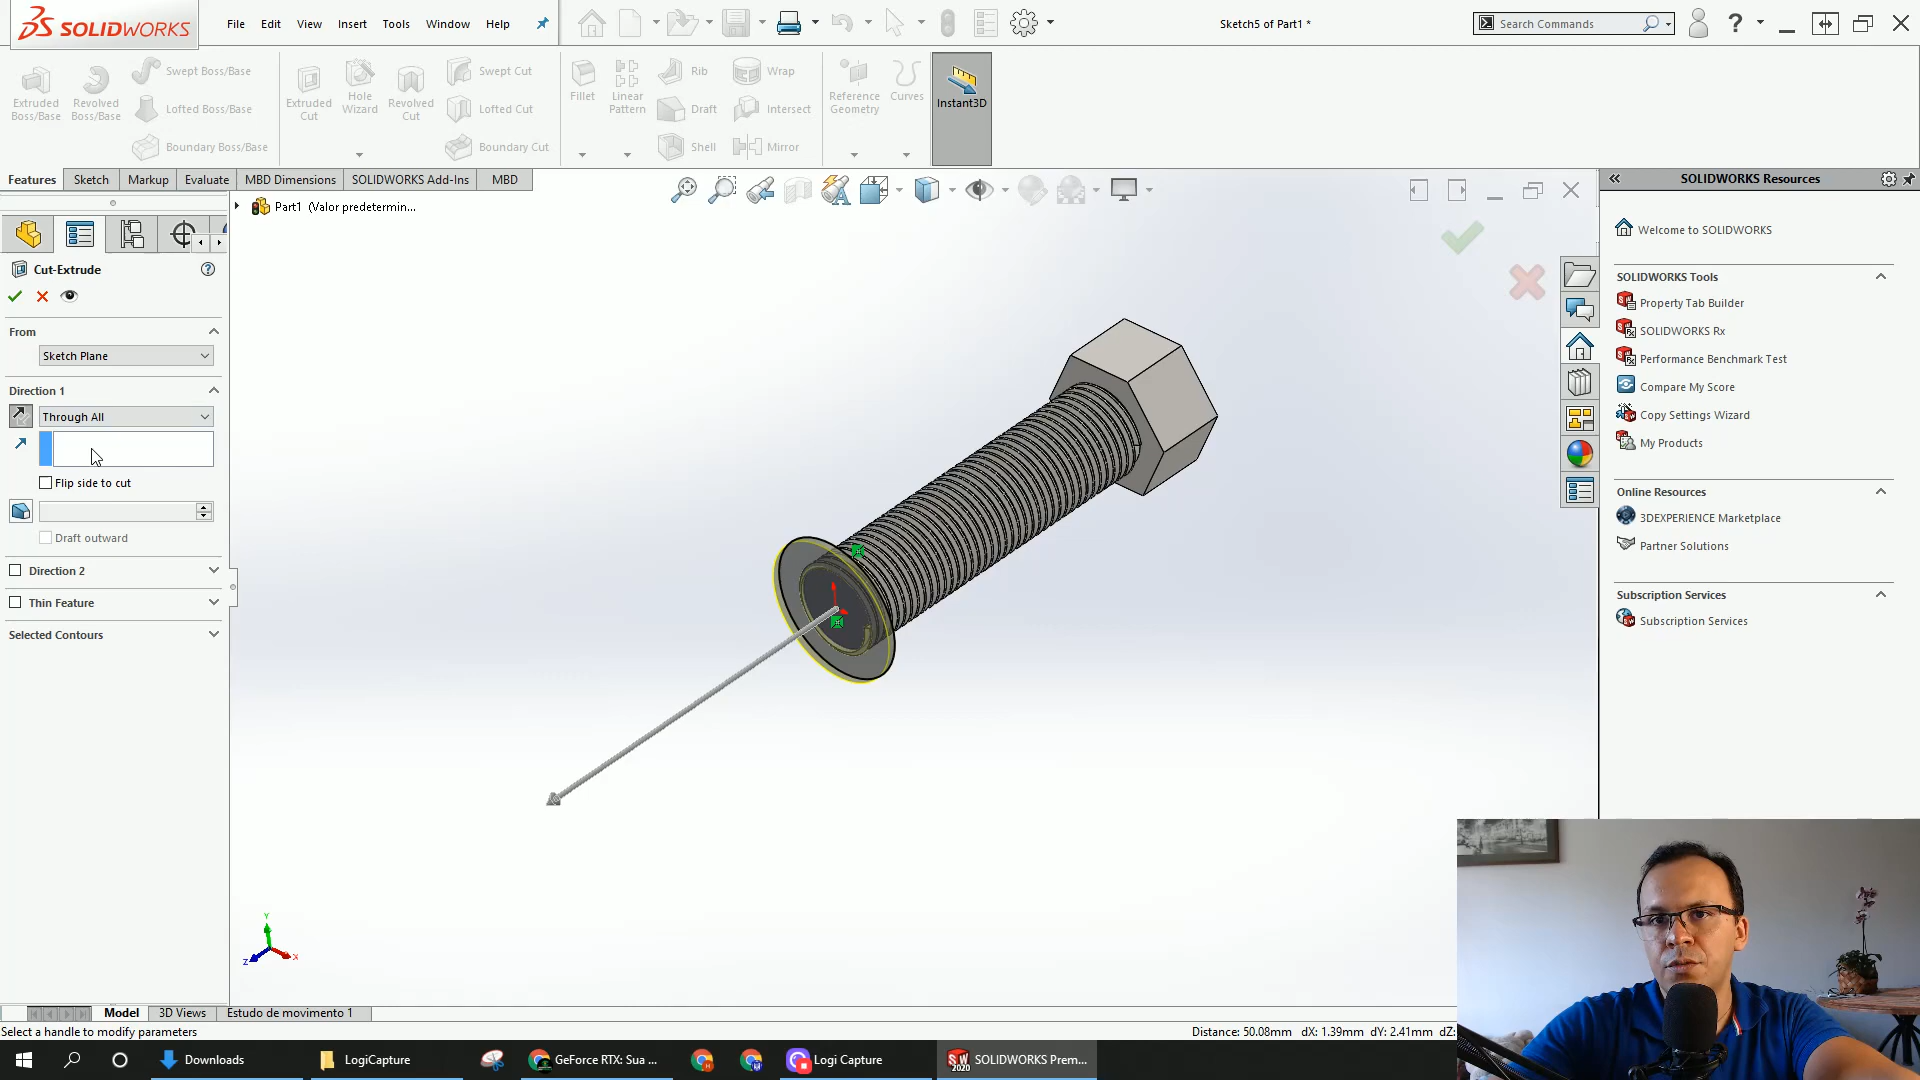 SOLIDWORKS
File Edit View Insert Tools Window Help
Sketch5 of Part1 *
Search Commands
?
Extruded Boss/Base
Revolved Boss/Base
Swept Boss/Base
Lofted Boss/Base
Boundary Boss/Base
Extruded Cut
Hole Wizard
Revolved Cut
Swept Cut
Lofted Cut
Boundary Cut
Fillet
Linear Pattern
Rib
Draft
Shell
Wrap
Intersect
Mirror
Reference Geometry
Curves
Instant3D
Features Sketch Markup Evaluate MBD Dimensions SOLIDWORKS Add-Ins MBD
Part1 (Valor predetermin...
Cut-Extrude
?
From
Sketch Plane
Direction 1
Through All
Flip side to cut
Draft outward
Direction 2
Thin Feature
Selected Contours
Y
Z
X
SOLIDWORKS Resources
Welcome to SOLIDWORKS
SOLIDWORKS Tools
Property Tab Builder
SOLIDWORKS Rx
Performance Benchmark Test
Compare My Score
Copy Settings Wizard
My Products
Online Resources
3DEXPERIENCE Marketplace
Partner Solutions
Subscription Services
Subscription Services
Model 3D Views Estudo de movimento 1
Select a handle to modify parameters
Distance: 50.08mm dX: 1.39mm dY: 2.41mm dZ:
Downloads
LogiCapture
GeForce RTX: Sua ...
Logi Capture
SW 2020
SOLIDWORKS Prem...